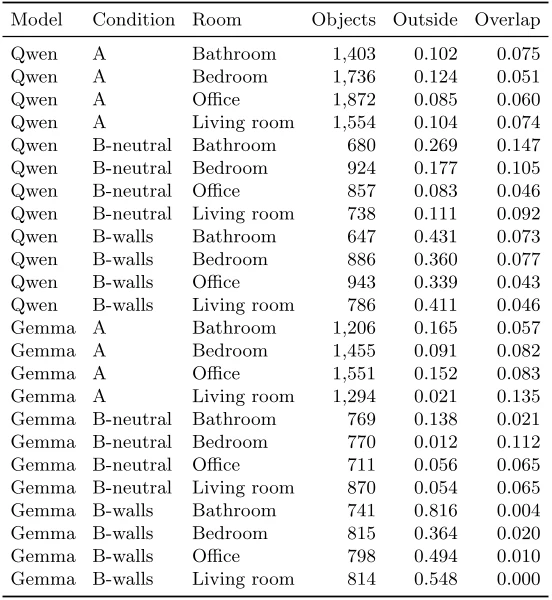 Model Condition Room Objects Outside Overlap
Qwen A Bathroom 1,403 0.102 0.075
Qwen A Bedroom 1,736 0.124 0.051
Qwen A Office 1,872 0.085 0.060
Qwen A Living room 1,554 0.104 0.074
Qwen B-neutral Bathroom 680 0.269 0.147
Qwen B-neutral Bedroom 924 0.177 0.105
Qwen B-neutral Office 857 0.083 0.046
Qwen B-neutral Living room 738 0.111 0.092
Qwen B-walls Bathroom 647 0.431 0.073
Qwen B-walls Bedroom 886 0.360 0.077
Qwen B-walls Office 943 0.339 0.043
Qwen B-walls Living room 786 0.411 0.046
Gemma A Bathroom 1,206 0.165 0.057
Gemma A Bedroom 1,455 0.091 0.082
Gemma A Office 1,551 0.152 0.083
Gemma A Living room 1,294 0.021 0.135
Gemma B-neutral Bathroom 769 0.138 0.021
Gemma B-neutral Bedroom 770 0.012 0.112
Gemma B-neutral Office 711 0.056 0.065
Gemma B-neutral Living room 870 0.054 0.065
Gemma B-walls Bathroom 741 0.816 0.004
Gemma B-walls Bedroom 815 0.364 0.020
Gemma B-walls Office 798 0.494 0.010
Gemma B-walls Living room 814 0.548 0.000